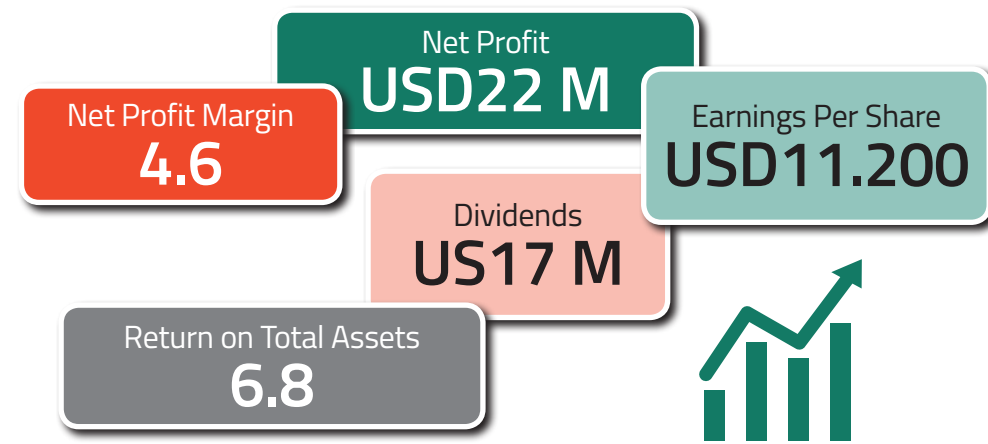 Net Profit
USD22 M
Net Profit Margin
4.6
Earnings Per Share
USD11.200
Dividends
US17 M
Return on Total Assets
6.8